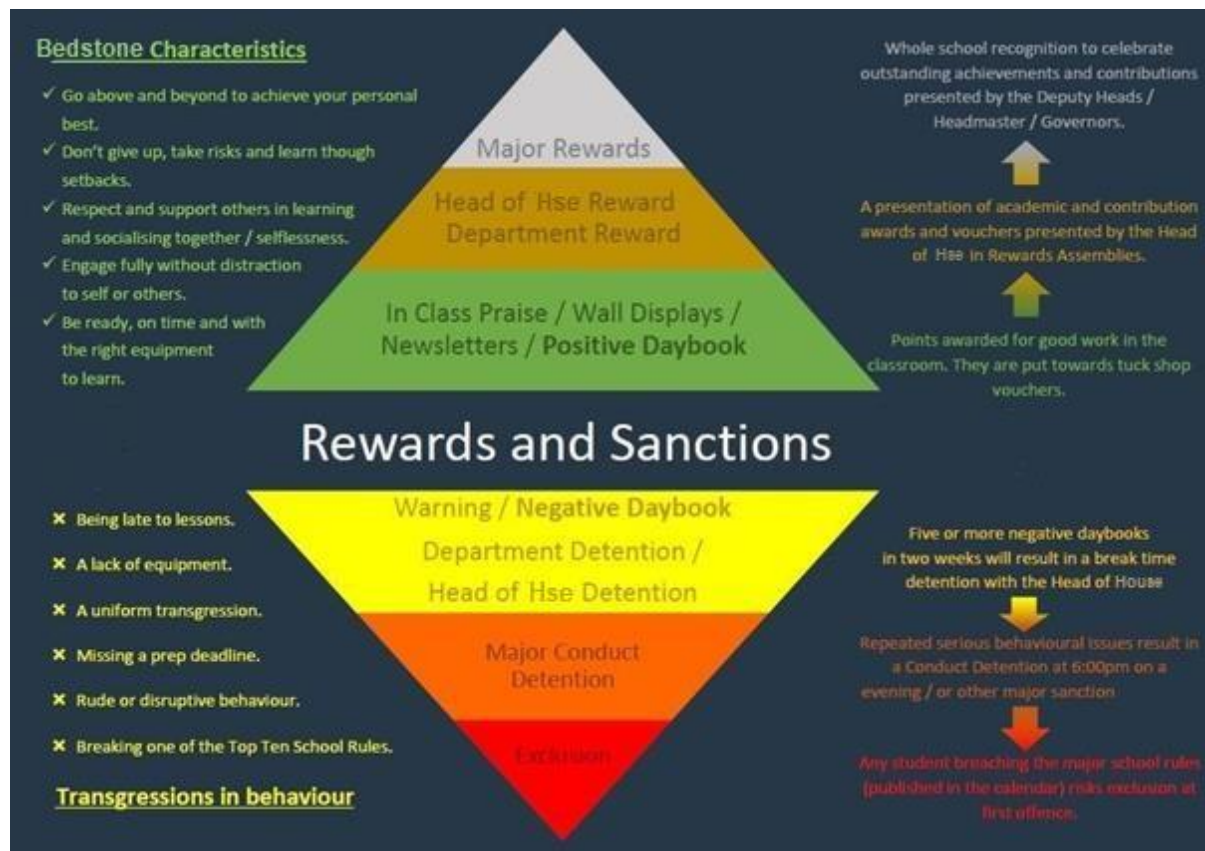 Bedstone Characteristics
✓ Go above and beyond to achieve your personal
best.
✓ Don't give up, take risks and learn though
setbacks.
✓ Respect and support others in learning
and socialising together / selflessness.
✓ Engage fully without distraction
to self or others.
✓ Be ready, on time and with
the right equipment
to learn.
Major Rewards
Head of Hse Reward
Department Reward
In Class Praise / Wall Displays /
Newsletters / Positive Daybook
Whole school recognition to celebrate
outstanding achievements and contributions
presented by the Deputy Heads /
Headmaster / Governors.
A presentation of academic and contribution
awards and vouchers presented by the Head
of Hse in Rewards Assemblies.
Points awarded for good work in the
classroom. They are put towards tuck shop
vouchers.
Rewards and Sanctions
× Being late to lessons.
× A lack of equipment.
× A uniform transgression.
× Missing a prep deadline.
× Rude or disruptive behaviour.
× Breaking one of the Top Ten School Rules.
Transgressions in behaviour
Warning / Negative Daybook
Department Detention /
Head of Hse Detention
Major Conduct
Detention
Exclusion
Five or more negative daybooks
in two weeks will result in a break time
detention with the Head of House
Repeated serious behavioural issues result in
a Conduct Detention at 6:00pm on a
evening / or other major sanction
Any student breaching the major school rules
(published in the calendar) risks exclusion at
first offence.